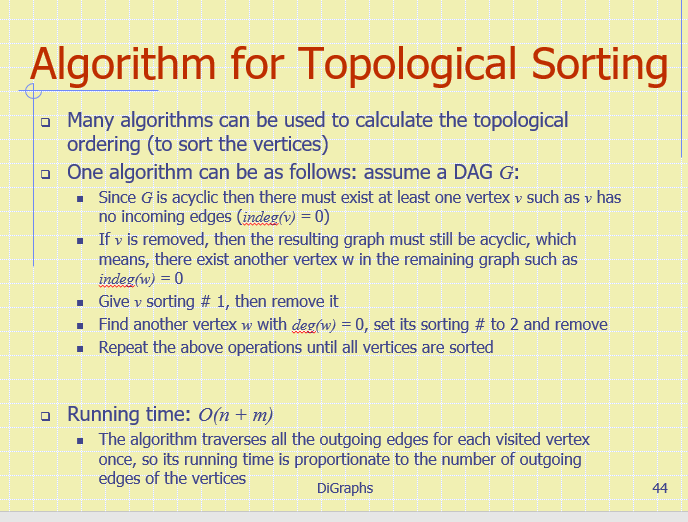 Algorithm for Topological Sorting
Many algorithms can be used to calculate the topological
ordering (to sort the vertices)
One algorithm can be as follows: assume a DAG G:
Since G is acyclic then there must exist at least one vertex v such as v has
no incoming edges (indeg(v) = 0)
If v is removed, then the resulting graph must still be acyclic, which
means, there exist another vertex w in the remaining graph such as
indeg(w) = 0
Give v sorting # 1, then remove it
Find another vertex w with deg(w) = 0, set its sorting # to 2 and remove
Repeat the above operations until all vertices are sorted
Running time: O(n + m)
The algorithm traverses all the outgoing edges for each visited vertex
once, so its running time is proportionate to the number of outgoing
edges of the vertices
DiGraphs
44